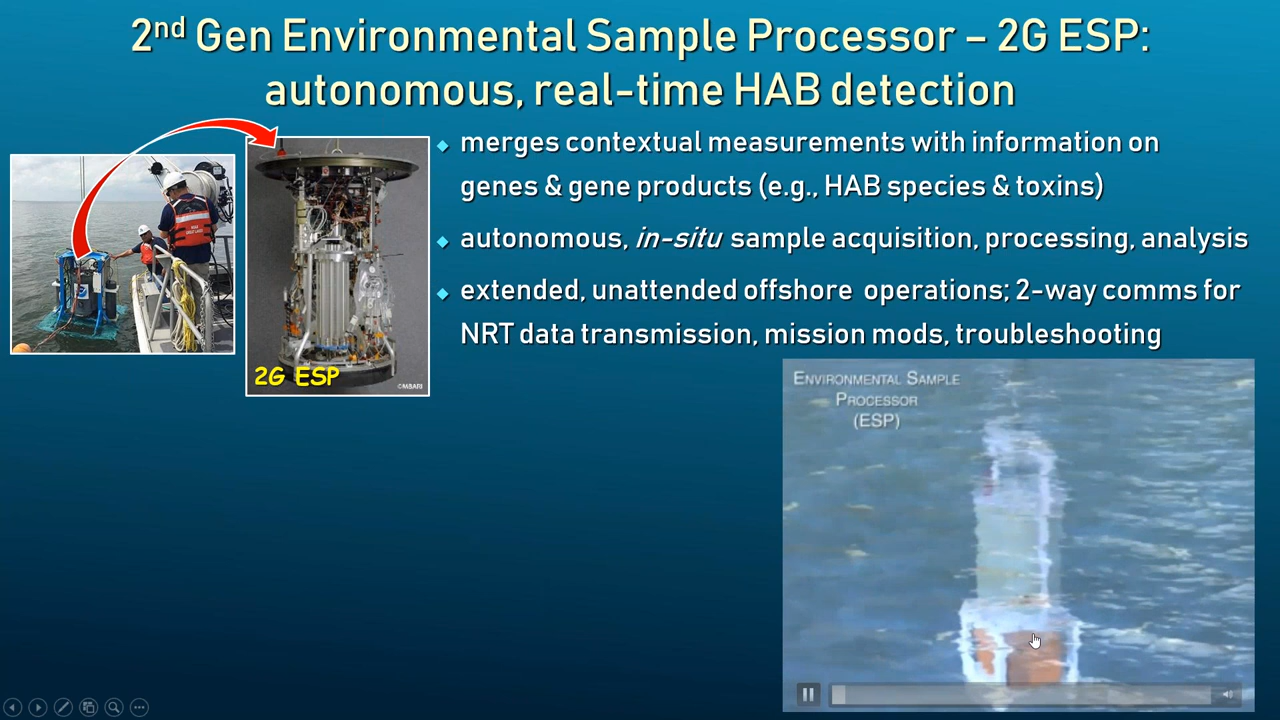 2nd Gen Environmental Sample Processor – 2G ESP:
autonomous, real-time HAB detection
merges contextual measurements with information on
genes & gene products (e.g., HAB species & toxins)
autonomous, in-situ sample acquisition, processing, analysis
extended, unattended offshore operations; 2-way comms for
NRT data transmission, mission mods, troubleshooting
2G ESP
©MBARI
ENVIRONMENTAL SAMPLE
PROCESSOR
(ESP)